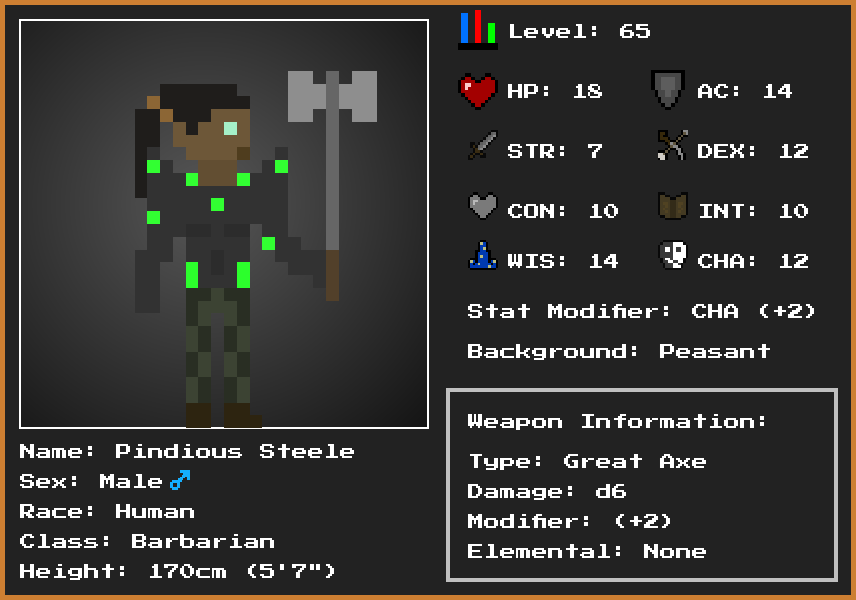 Level: 65
HP: 18
AC: 14
STR: 7
DEX: 12
CON: 10
INT: 10
WIS: 14
CHA: 12
Stat Modifier: CHA (+2)
Background: Peasant
Weapon Information:
Type: Great Axe
Damage: d6
Modifier: (+2)
Elemental: None
Name: Pindious Steele
Sex: Male ♂
Race: Human
Class: Barbarian
Height: 170cm (5'7")